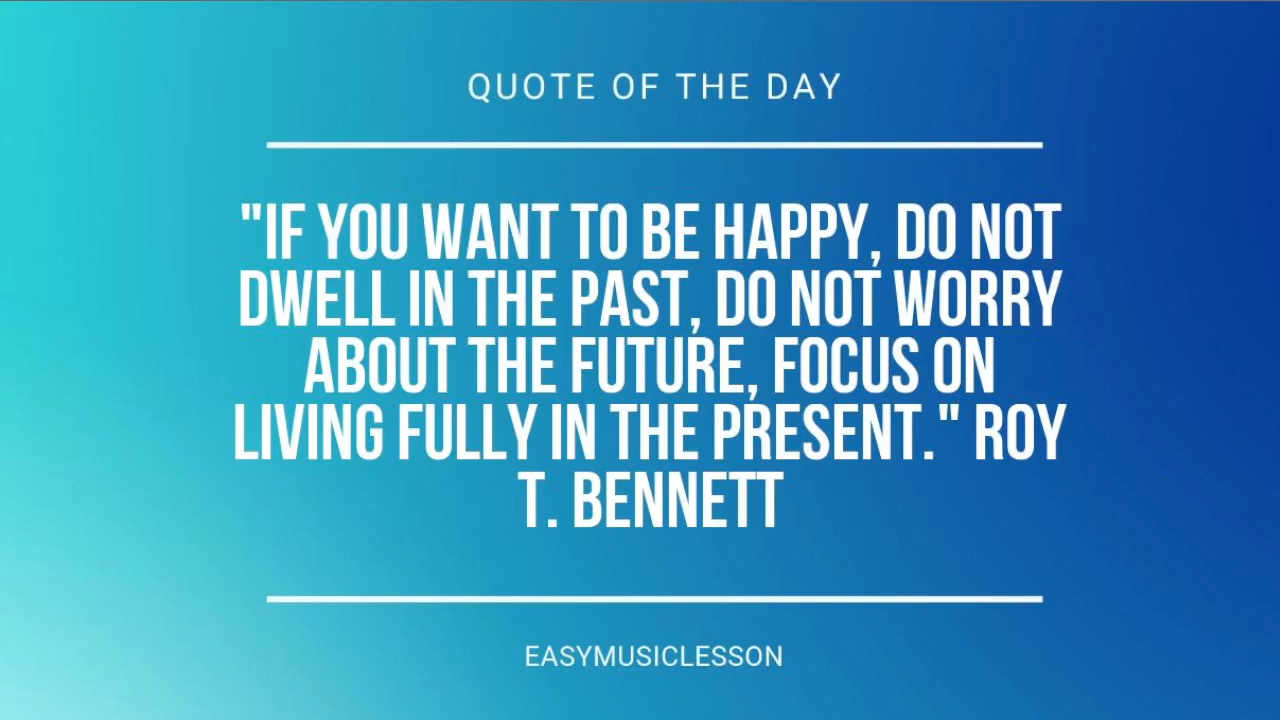 QUOTE OF THE DAY
"IF YOU WANT TO BE HAPPY, DO NOT
DWELL IN THE PAST, DO NOT WORRY
ABOUT THE FUTURE, FOCUS ON
LIVING FULLY IN THE PRESENT." ROY
T. BENNETT
EASYMUSICLESSON